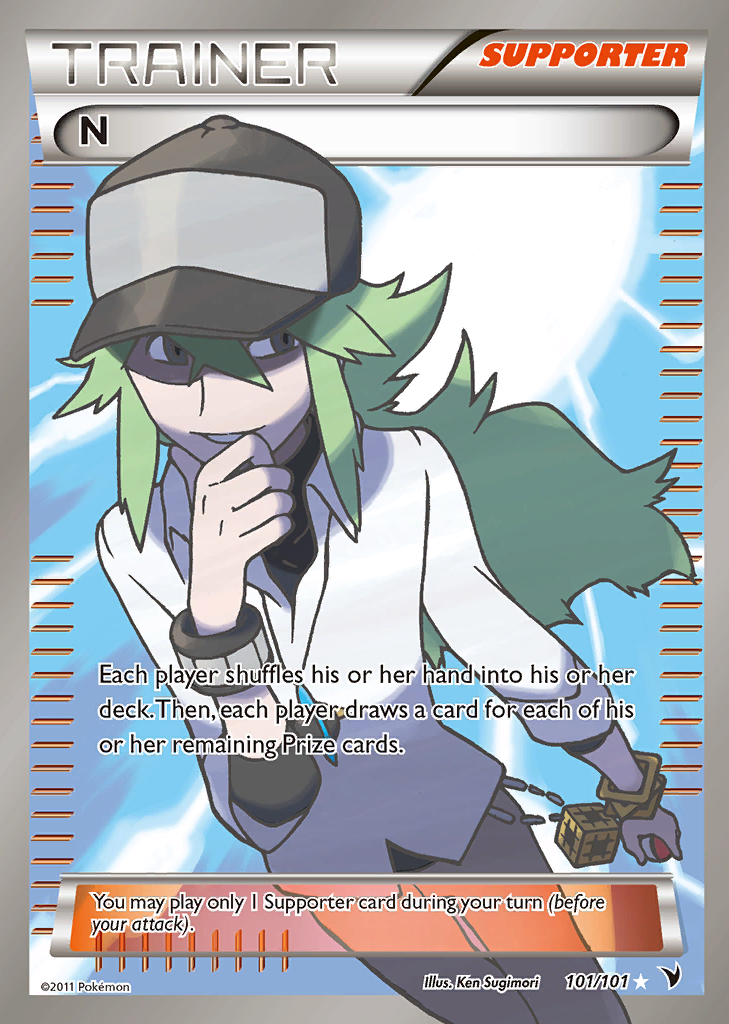 TRAINER
SUPPORTER
N
Each player shuffles his or her hand into his or her
deck. Then, each player draws a card for each of his
or her remaining Prize cards.
You may play only 1 Supporter card during your turn (before
your attack).
©2011 Pokémon
Illus. Ken Sugimori
101/101